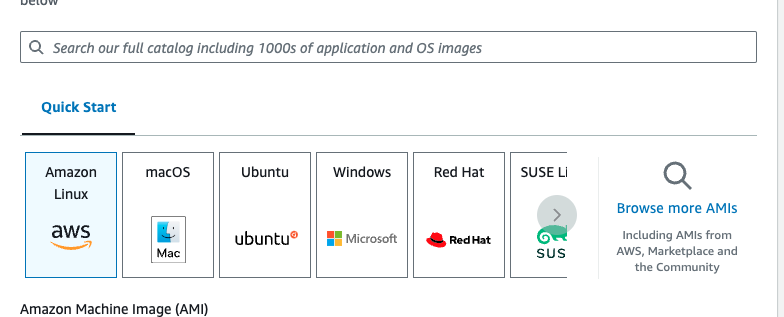 below
Search our full catalog including 1000s of application and OS images
Quick Start
Amazon
Linux
aws
macOS
Mac
Ubuntu
ubuntu
Windows
Microsoft
Red Hat
Red Hat
SUSE Li
SUS
Browse more AMIs
Including AMIs from
AWS, Marketplace and
the Community
Amazon Machine Image (AMI)